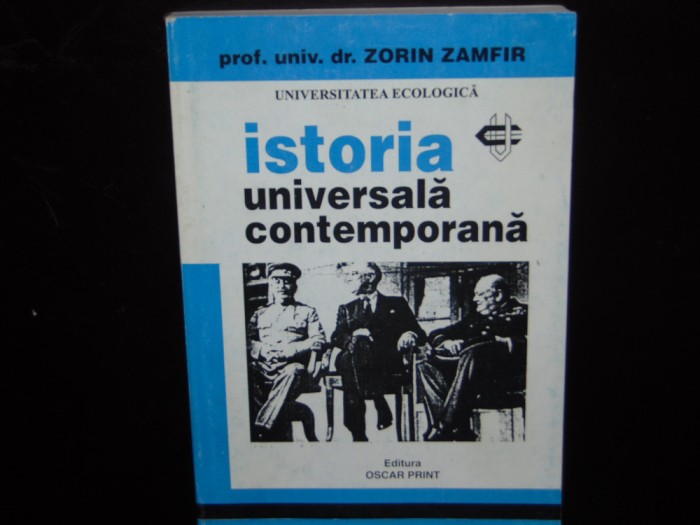 prof. univ. dr. ZORIN ZAMFIR
UNIVERSITATEA ECOLOGICĂ
istoria
universală
contemporană
Editura
OSCAR PRINT